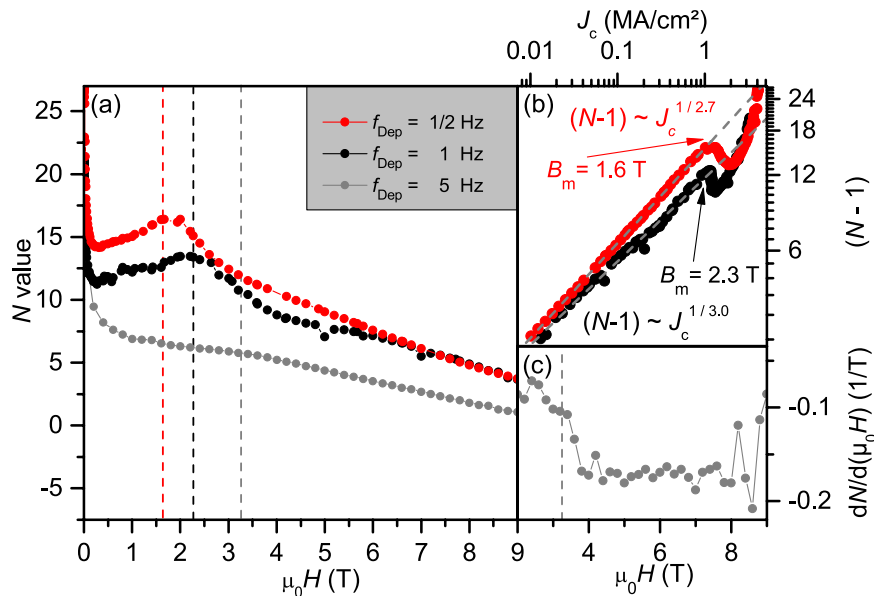 (a)
f_Dep = 1/2 Hz
f_Dep = 1 Hz
f_Dep = 5 Hz
N value
25
20
15
10
5
0
-5
0 1 2 3 4 5 6 7 8 9
μ₀H (T)
J_c (MA/cm²)
0.01 0.1 1
(b)
(N-1) ~ J_c^1/2.7
B_m = 1.6 T
B_m = 2.3 T
(N-1) ~ J_c^1/3.0
24
18
12
6
(N - 1)
(c)
-0.1
-0.2
dN/d(μ₀H) (1/T)
4 6 8
μ₀H (T)